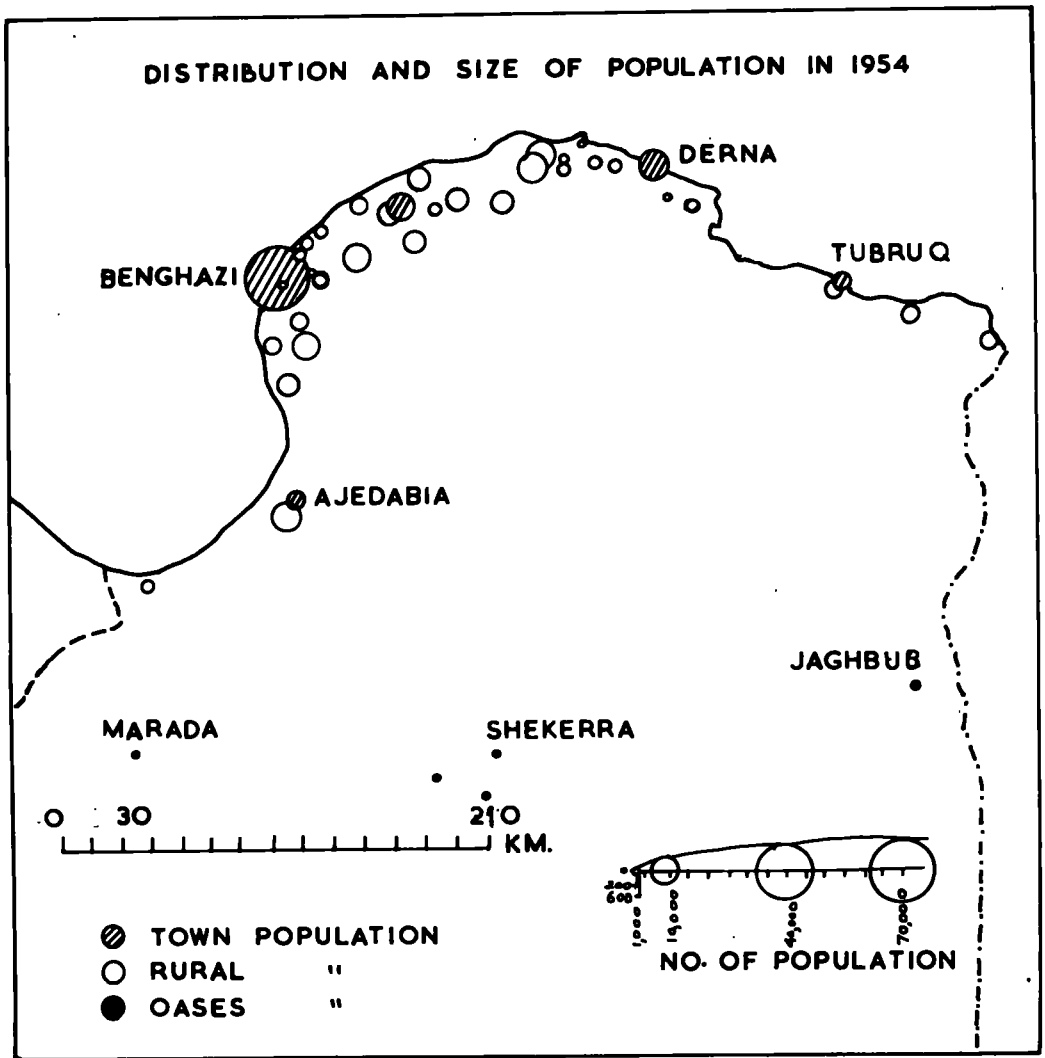 DISTRIBUTION AND SIZE OF POPULATION IN 1954
DERNA
TUBRUQ
BENGHAZI
AJEDABIA
JAGHBUB
MARADA
SHEKERRA
0 30 210
KM.
200
600
1,000
10,000
40,000
70,000
NO. OF POPULATION
TOWN POPULATION
RURAL "
OASES "